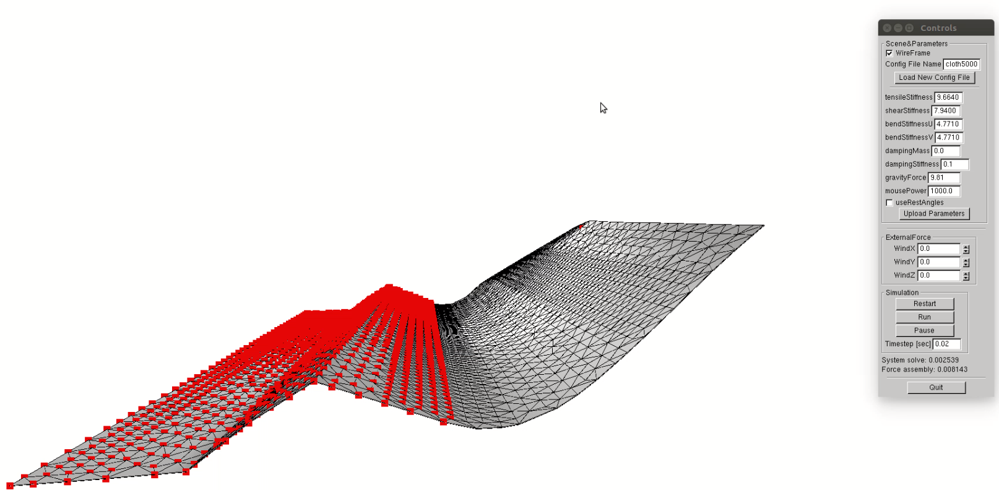 Controls
Scene&Parameters
WireFrame
Config File Name cloth5000
Load New Config File
tensileStiffness 9.6640
shearStiffness 7.9400
bendStiffnessU 4.7710
bendStiffnessV 4.7710
dampingMass 0.0
dampingStiffness 0.1
gravityForce 9.81
mousePower 1000.0
useRestAngles
Upload Parameters
ExternalForce
WindX 0.0
WindY 0.0
WindZ 0.0
Simulation
Restart
Run
Pause
Timestep [sec] 0.02
System solve: 0.002539
Force assembly: 0.008143
Quit